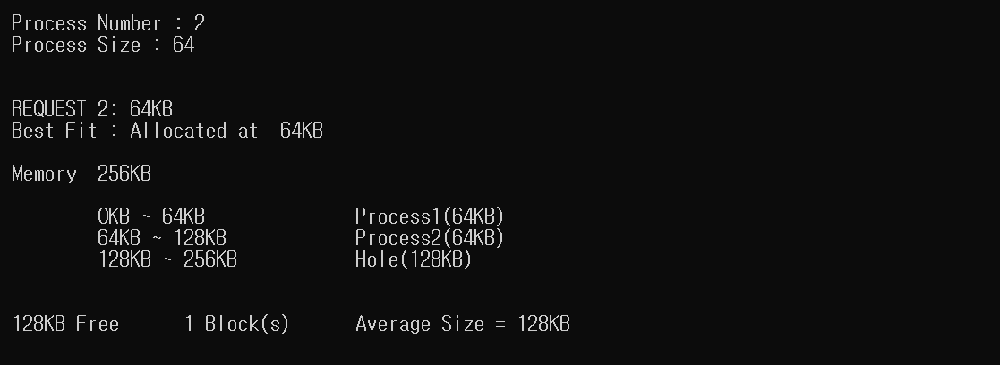 Process Number : 2
Process Size : 64
REQUEST 2: 64KB
Best Fit : Allocated at  64KB
Memory  256KB
0KB ~ 64KB              Process1(64KB)
64KB ~ 128KB            Process2(64KB)
128KB ~ 256KB           Hole(128KB)
128KB Free      1 Block(s)      Average Size = 128KB